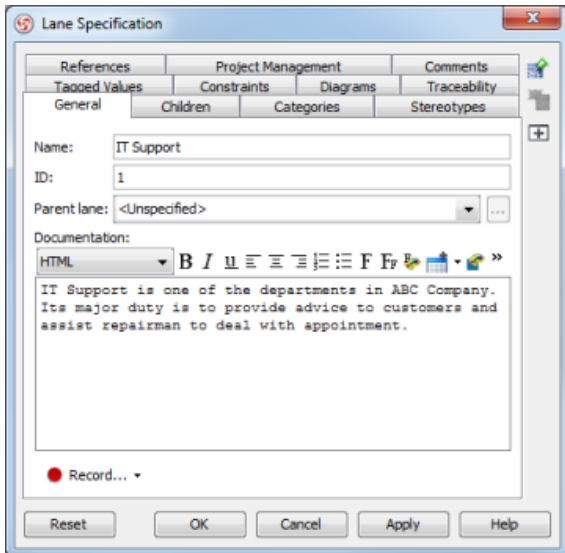 Lane Specification
References Project Management Comments
Tagged Values Constraints Diagrams Traceability
General Children Categories Stereotypes
Name: IT Support
ID: 1
Parent lane: <Unspecified> ...
Documentation:
HTML B I u F FF »
IT Support is one of the departments in ABC Company.
Its major duty is to provide advice to customers and
assist repairman to deal with appointment.
Record...
Reset OK Cancel Apply Help